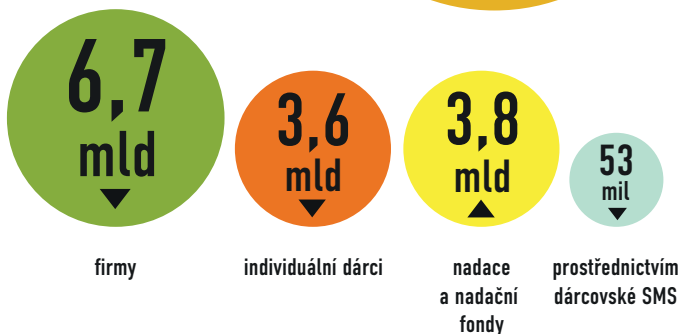 6,7
mld
firmy
3,6
mld
individuální dárci
3,8
mld
nadace
a nadační
fondy
53
mil
prostřednictvím
dárcovské SMS